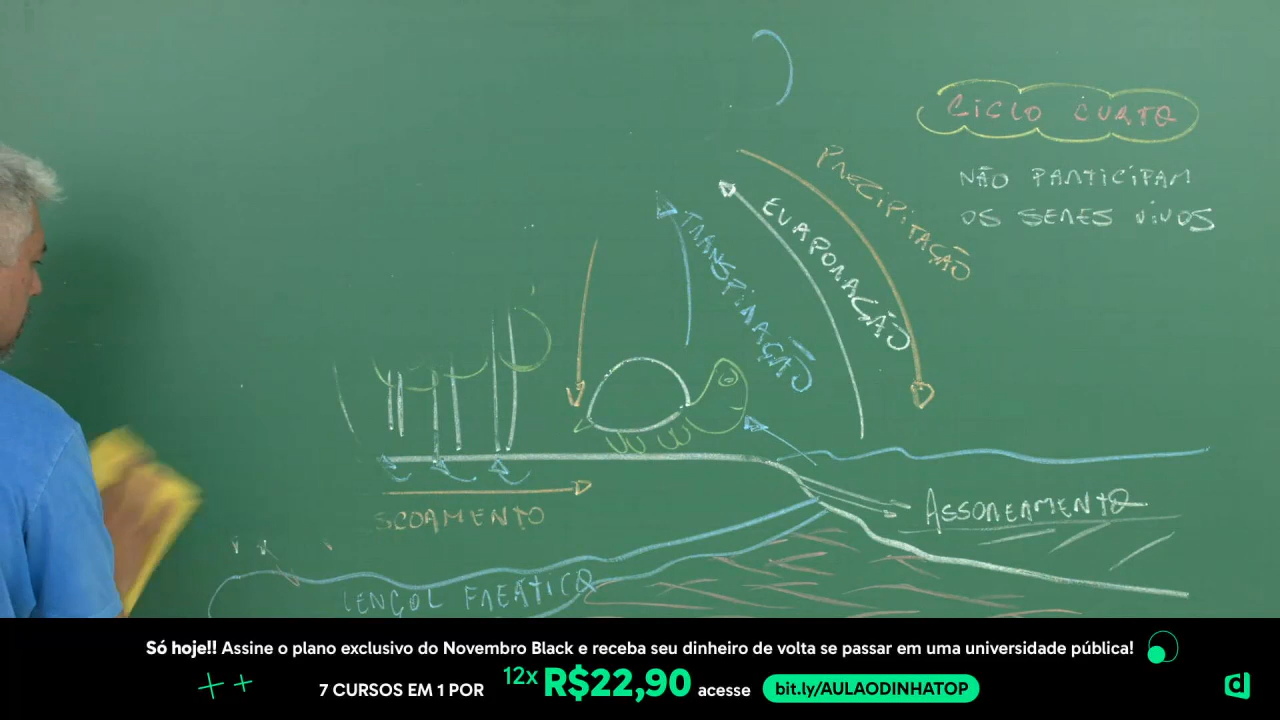 CICLO CURTO
NÃO PARTICIPAM
OS SERES VIVOS
PRECIPITAÇÃO
EVAPORAÇÃO
TRANSPIRAÇÃO
SCOAMENTO
ASSOREAMENTO
LENÇOL FREÁTICO
Só hoje!! Assine o plano exclusivo do Novembro Black e receba seu dinheiro de volta se passar em uma universidade pública!
7 CURSOS EM 1 POR 12x R$22,90 acesse bit.ly/AULAODINHATOP
d